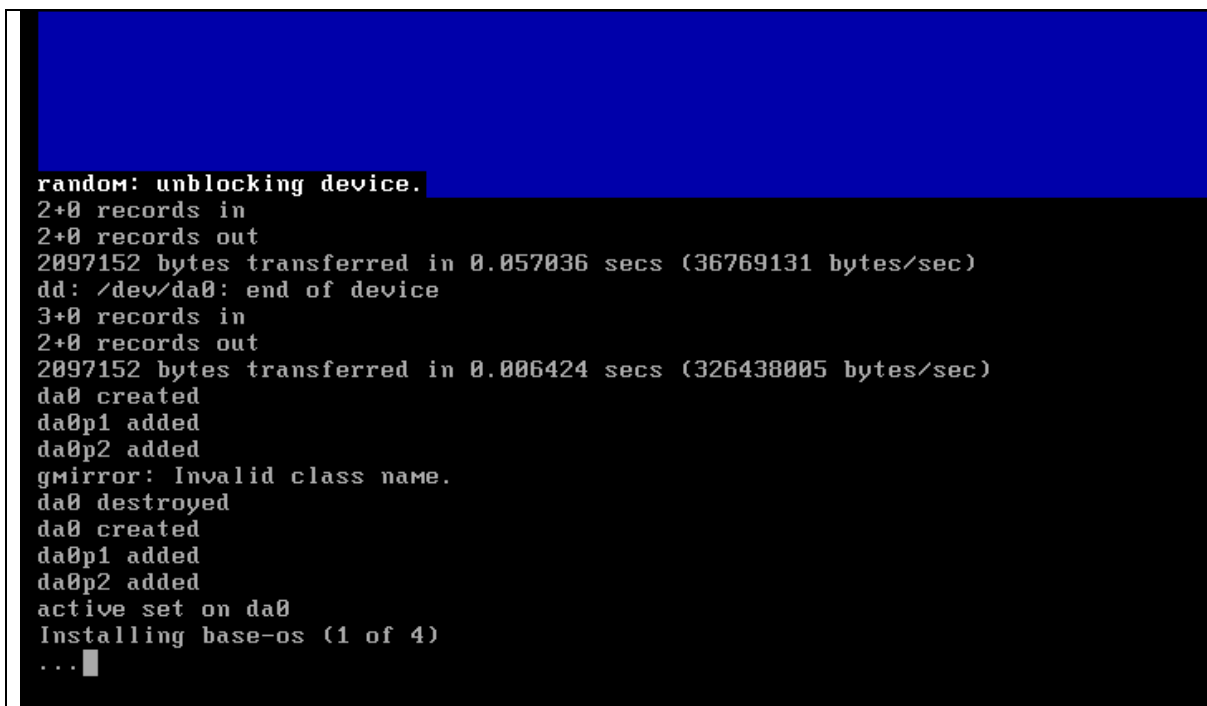 random: unblocking device.
2+0 records in
2+0 records out
2097152 bytes transferred in 0.057036 secs (36769131 bytes/sec)
dd: /dev/da0: end of device
3+0 records in
2+0 records out
2097152 bytes transferred in 0.006424 secs (326438005 bytes/sec)
da0 created
da0p1 added
da0p2 added
gmirror: Invalid class name.
da0 destroyed
da0 created
da0p1 added
da0p2 added
active set on da0
Installing base-os (1 of 4)
...